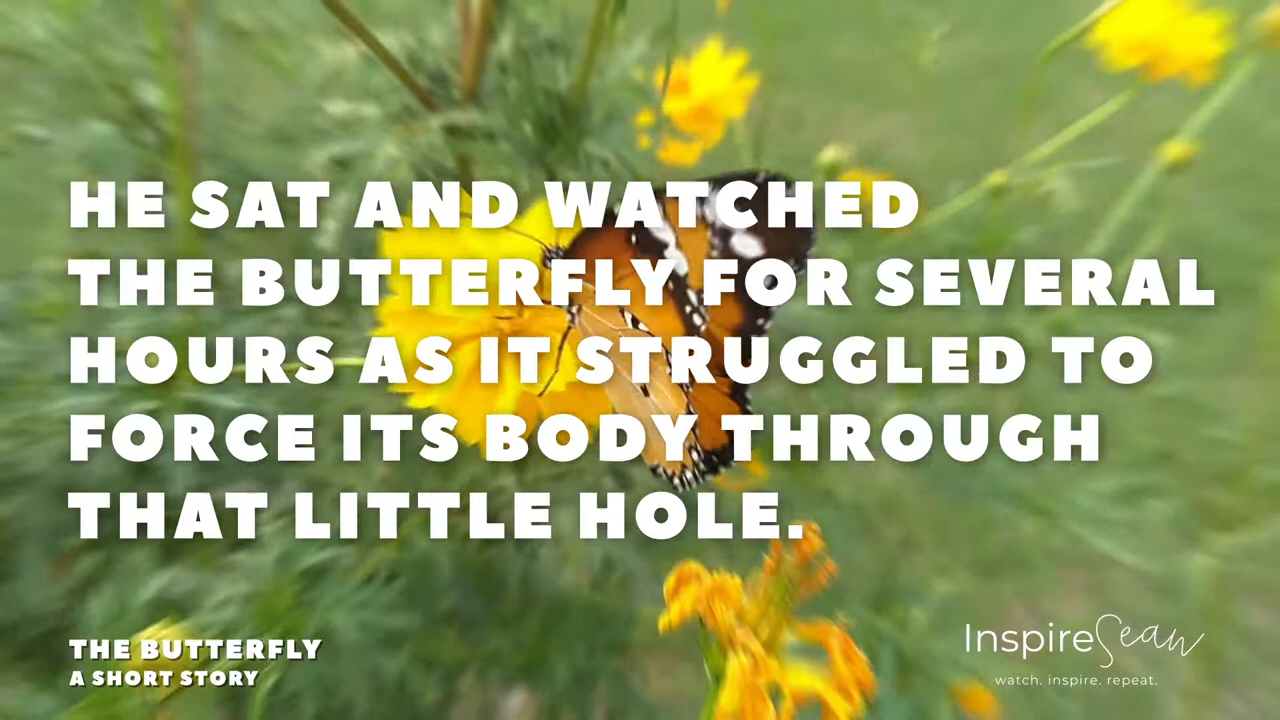 HE SAT AND WATCHED
THE BUTTERFLY FOR SEVERAL
HOURS AS IT STRUGGLED TO
FORCE ITS BODY THROUGH
THAT LITTLE HOLE.
THE BUTTERFLY
A SHORT STORY
InspireSean
watch. inspire. repeat.